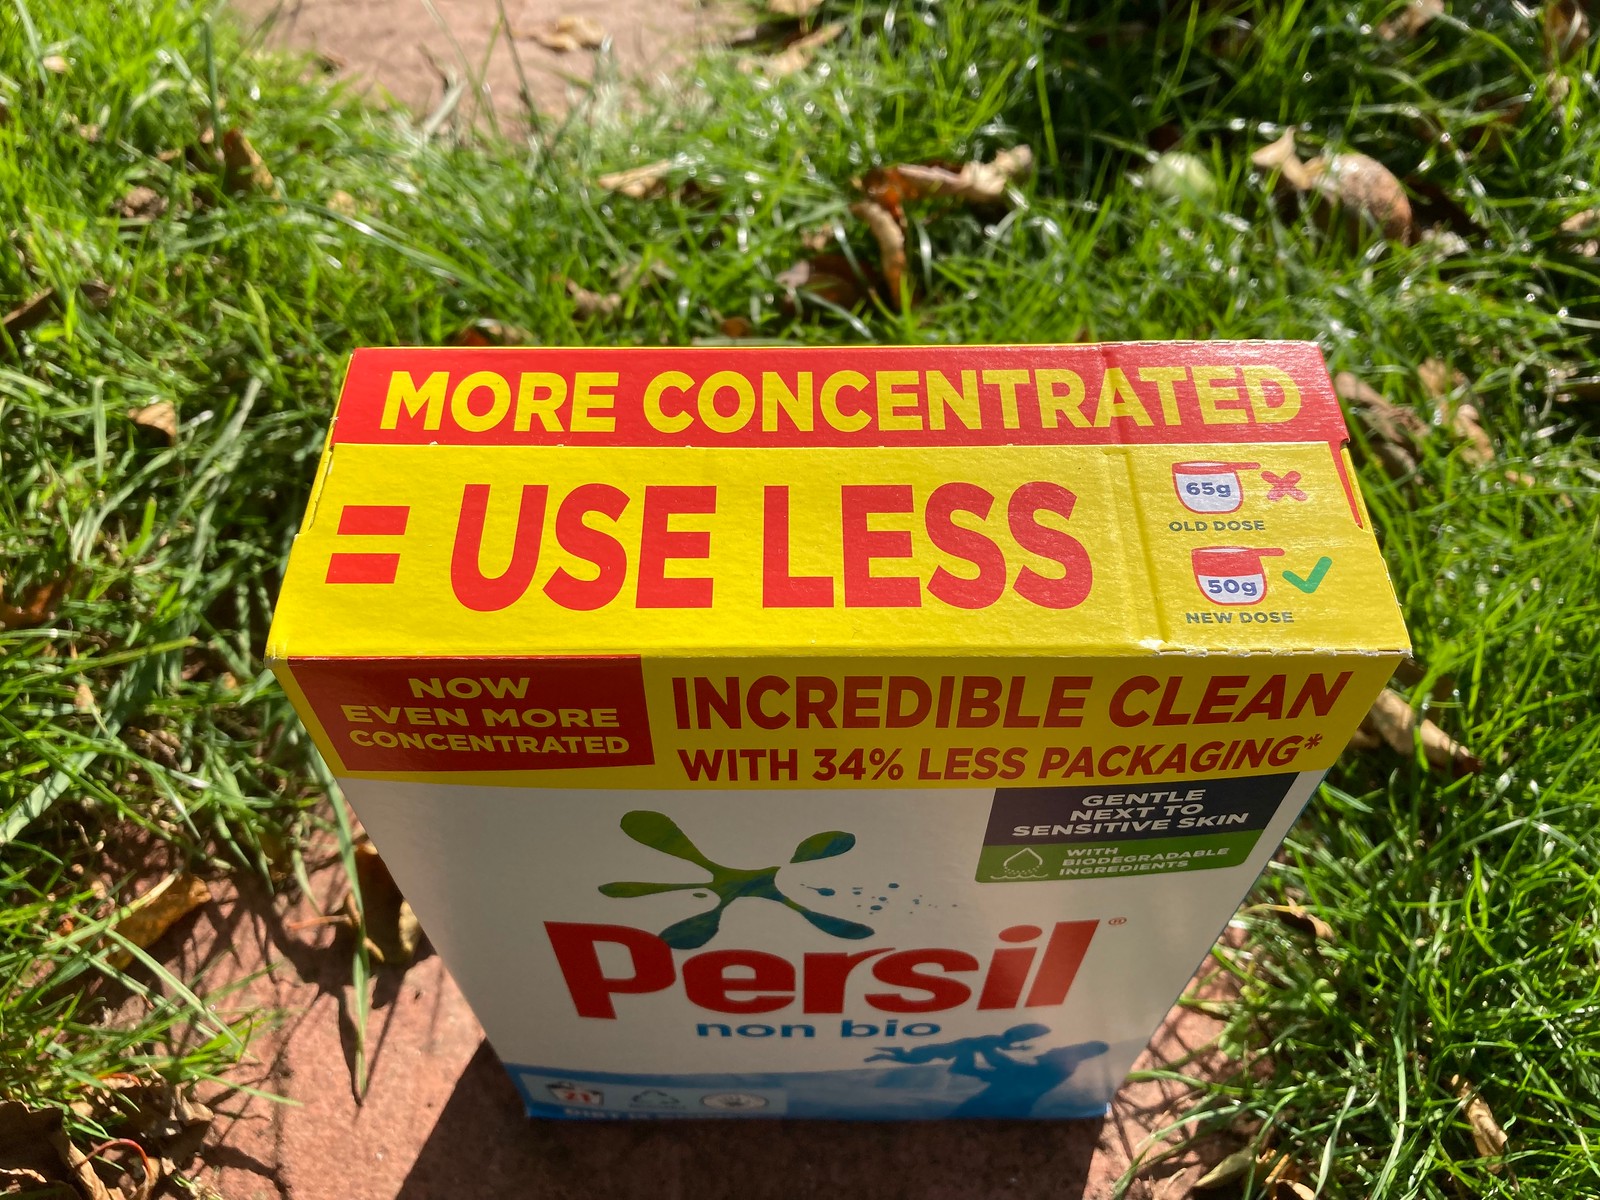 MORE CONCENTRATED
= USE LESS
65g
OLD DOSE
50g
NEW DOSE
NOW
EVEN MORE
CONCENTRATED
INCREDIBLE CLEAN
WITH 34% LESS PACKAGING*
GENTLE
NEXT TO
SENSITIVE SKIN
WITH
BIODEGRADABLE
INGREDIENTS
Persil®
non bio
21